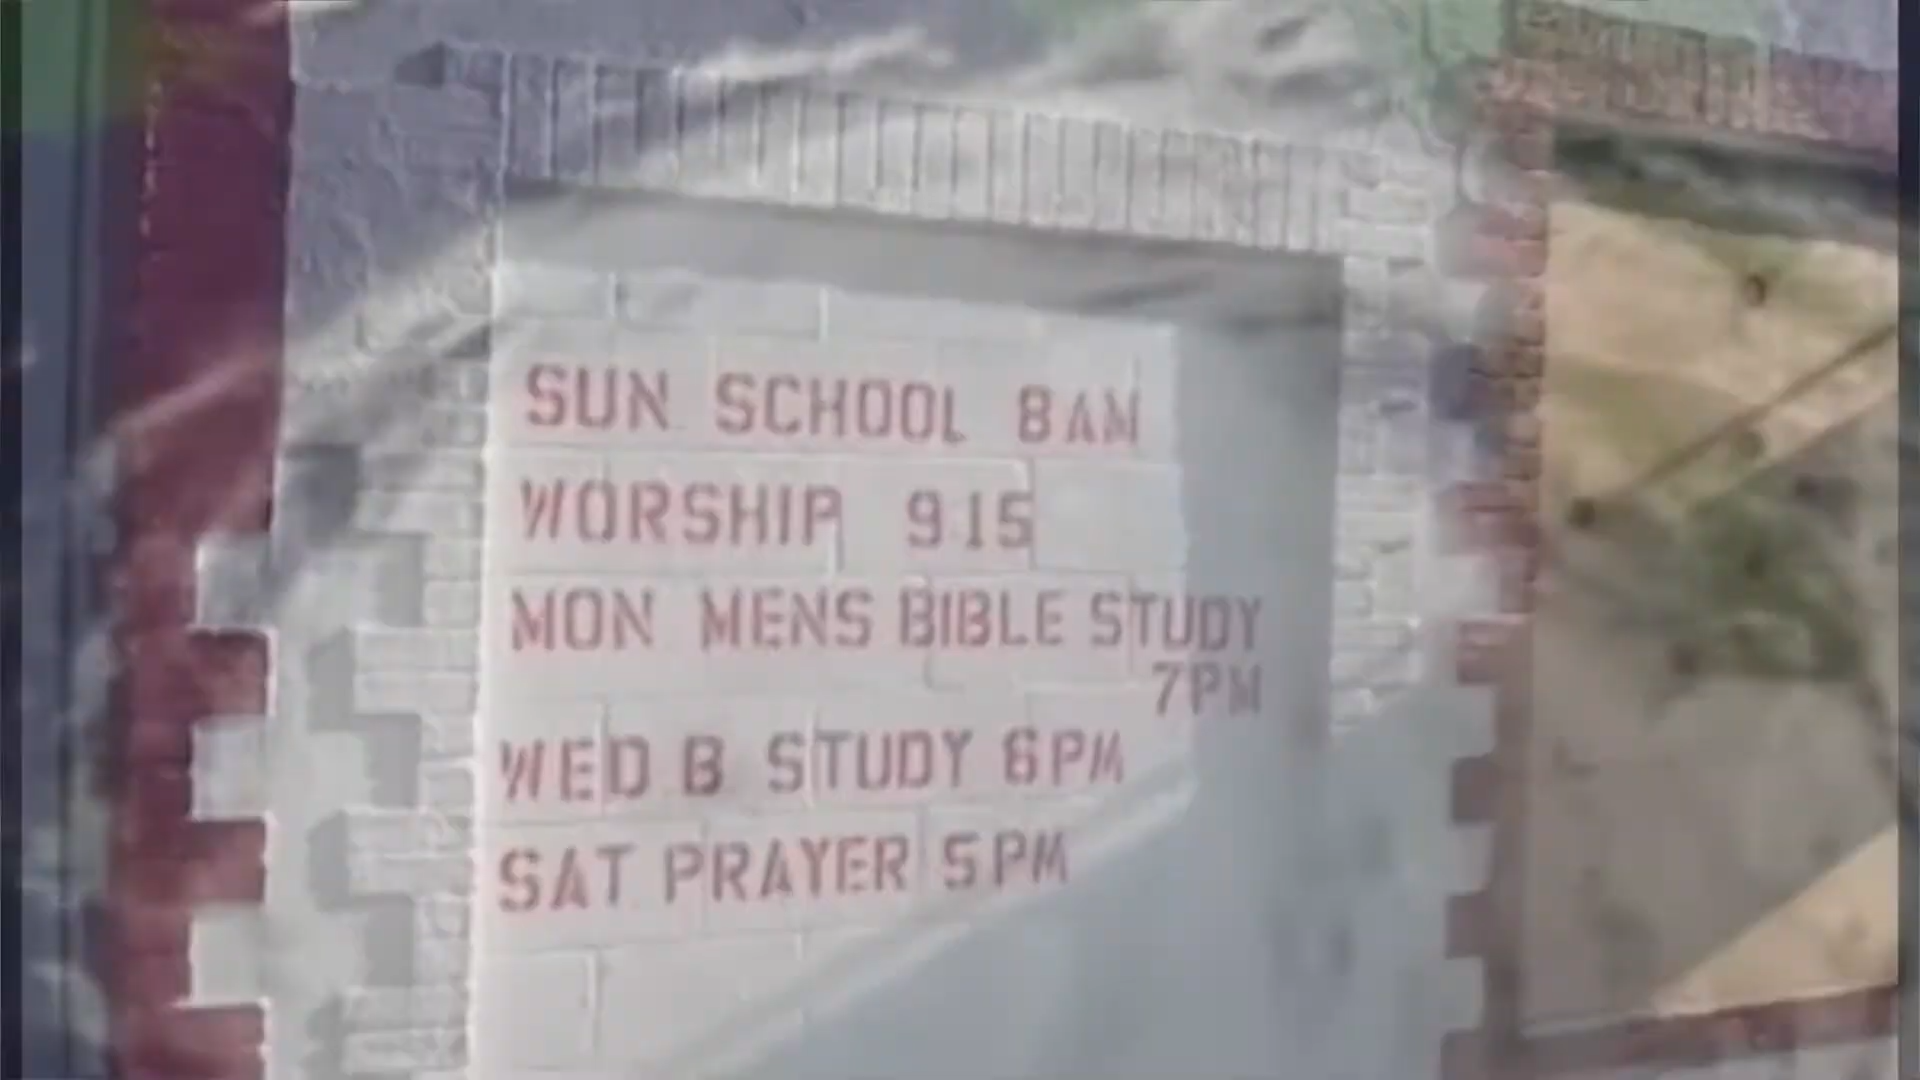 SUN SCHOOL 8AM
WORSHIP 915
MON MENS BIBLE STUDY
7PM
WED B STUDY 6PM
SAT PRAYER 5PM